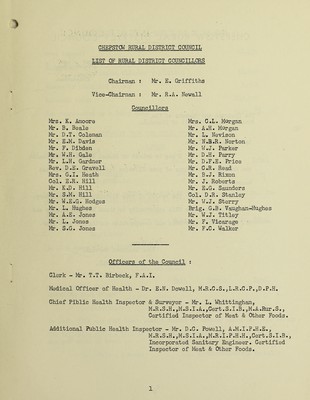 CHEPSTOW RURAL DISTRICT COUNCIL
LIST OF RURAL DISTRICT COUNCILLORS
Chairman : Mr. E. Griffiths
Vice-Chairman : Mr. R.A. Newall
Councillors
Mrs. K. Amoore Mrs. C.L. Morgan
Mr. B. Beale Mr. A.H. Morgan
Mr. D.T. Coleman Mr. L. Nevison
Mr. E.M. Davis Mr. W.B.R. Norton
Mr. F. Dibden Mr. W.J. Parker
Mr. W.H. Gale Mr. D.H. Parry
Mr. L.H. Gardner Mr. D.F.E. Price
Rev. D.E. Gravell Mr. C.H. Read
Mrs. G.I. Heath Mr. B.J. Rixon
Col. E.R. Hill Mr. J. Roberts
Mr. K.D. Hill Mr. H.G. Saunders
Mr. S.M. Hill Col. D.R. Stanley
Mr. W.E.G. Hodges Mr. W.J. Sterry
Mr. L. Hughes Brig. G.B. Vaughan-Hughes
Mr. A.E. Jones Mr. W.J. Titley
Mr. L. Jones Mr. F. Vicarage
Mr. S.G. Jones Mr. F.C. Walker
Officers of the Council :
Clerk - Mr. T.T. Birbeck, F.A.I.
Medical Officer of Health - Dr. E.H. Dowell, M.R.C.S.,L.R.C.P.,D.P.H.
Chief Piblic Health Inspector & Surveyor - Mr. L. Whittingham,
M.R.S.H.,M.S.I.A.,Cert.S.I.B.,M.A.Rur.S.,
Certified Inspector of Meat & Other Foods.
Additional Public Health Inspector - Mr. D.C. Powell, A.M.I.P.H.E.,
M.R.S.H.,M.S.I.A.,M.R.I.P.H.H.,Cert.S.I.B.,
Incorporated Sanitary Engineer. Certified
Inspector of Meat & Other Foods.
1